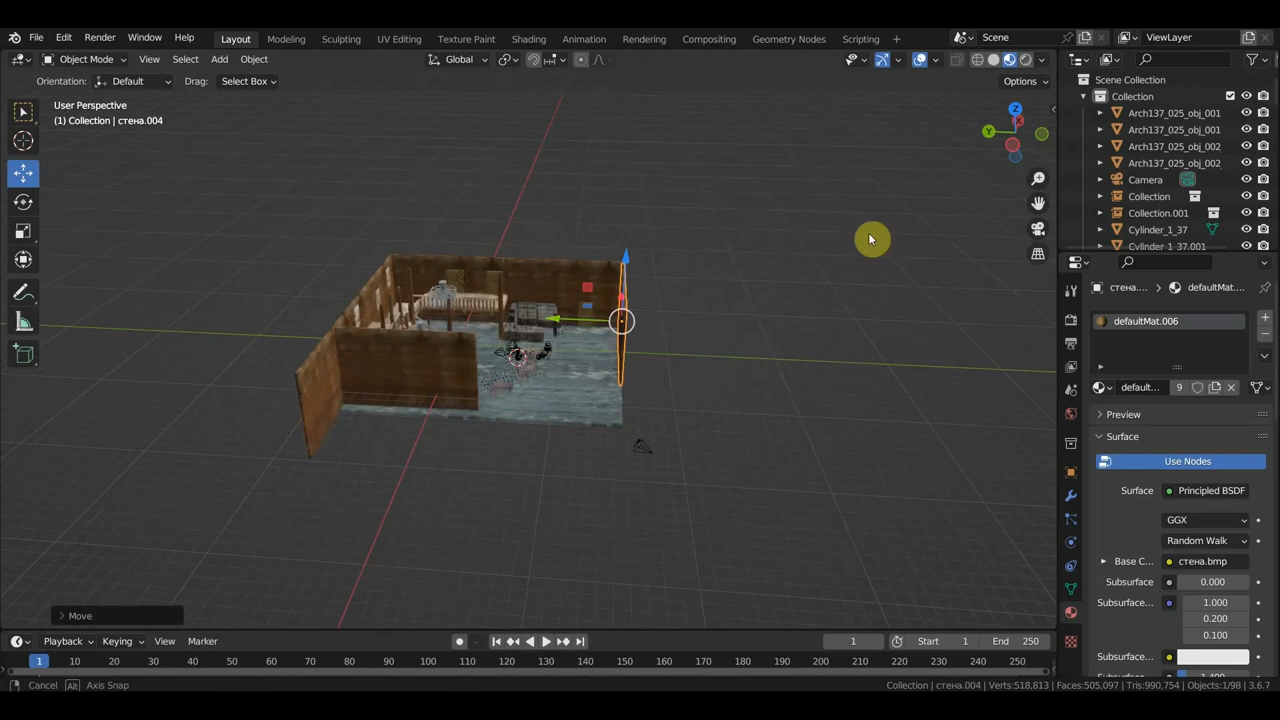 File Edit Render Window Help Layout Modeling Sculpting UV Editing Texture Paint Shading Animation Rendering Compositing Geometry Nodes Scripting + Scene ViewLayer
Object Mode View Select Add Object Global
Orientation: Default Drag: Select Box Options
User Perspective
(1) Collection | стена.004
Z
Y
X
Scene Collection
Collection
Arch137_025_obj_001
Arch137_025_obj_001
Arch137_025_obj_002
Arch137_025_obj_002
Camera
Collection
Collection.001
Cylinder_1_37
Cylinder_1_37.001
стена.... defaultMat....
defaultMat.006
default... 9
Preview
Surface
Use Nodes
Surface Principled BSDF
GGX
Random Walk
Base C... стена.bmp
Subsurface 0.000
Subsurface... 1.000
0.200
0.100
Subsurface...
Subsurfac... 1.400
Move
Playback Keying View Marker 1 Start 1 End 250
1 10 20 30 40 50 60 70 80 90 100 110 120 130 140 150 160 170 180 190 200 210 220 230 240 250
Cancel Alt Axis Snap Collection | стена.004 | Verts:518,813 | Faces:505,097 | Tris:990,754 | Objects:1/98 | 3.6.7